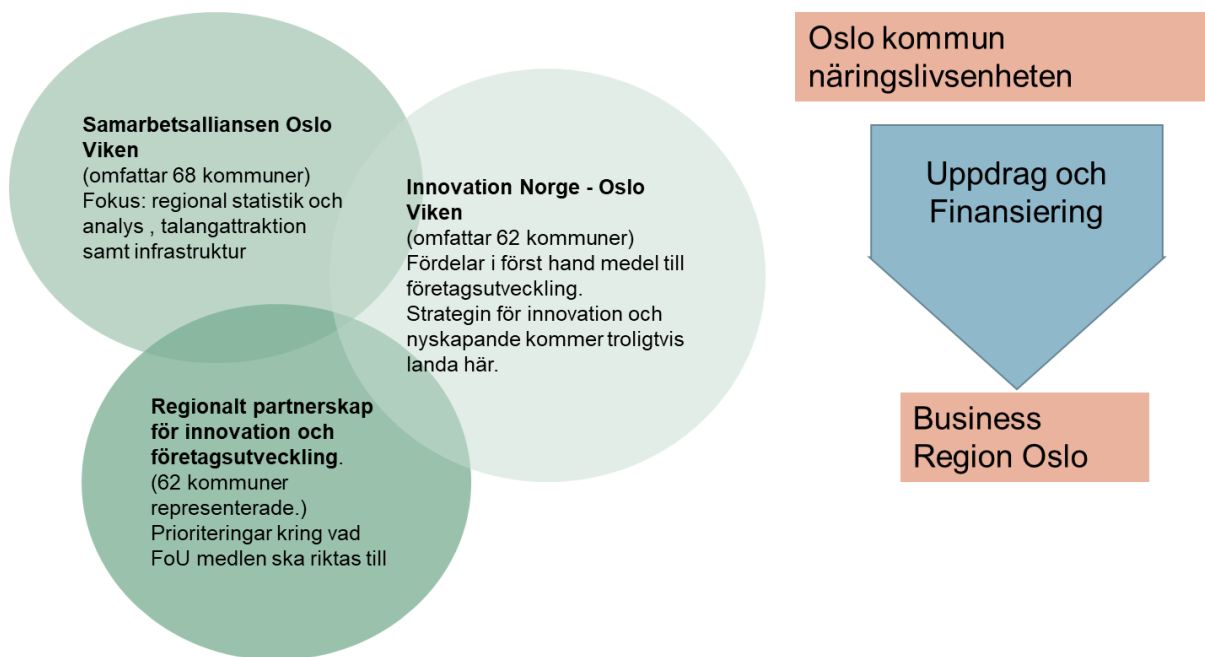 Samarbetsalliansen Oslo
Viken
(omfattar 68 kommuner)
Fokus: regional statistik och
analys , talangattraktion
samt infrastruktur
Innovation Norge - Oslo
Viken
(omfattar 62 kommuner)
Fördelar i först hand medel till
företagsutveckling.
Strategin för innovation och
nyskapande kommer troligtvis
landa här.
Regionalt partnerskap
för innovation och
företagsutveckling.
(62 kommuner
representerade.)
Prioriteringar kring vad
FoU medlen ska riktas till
Oslo kommun
näringslivsenheten
Uppdrag och
Finansiering
Business
Region Oslo